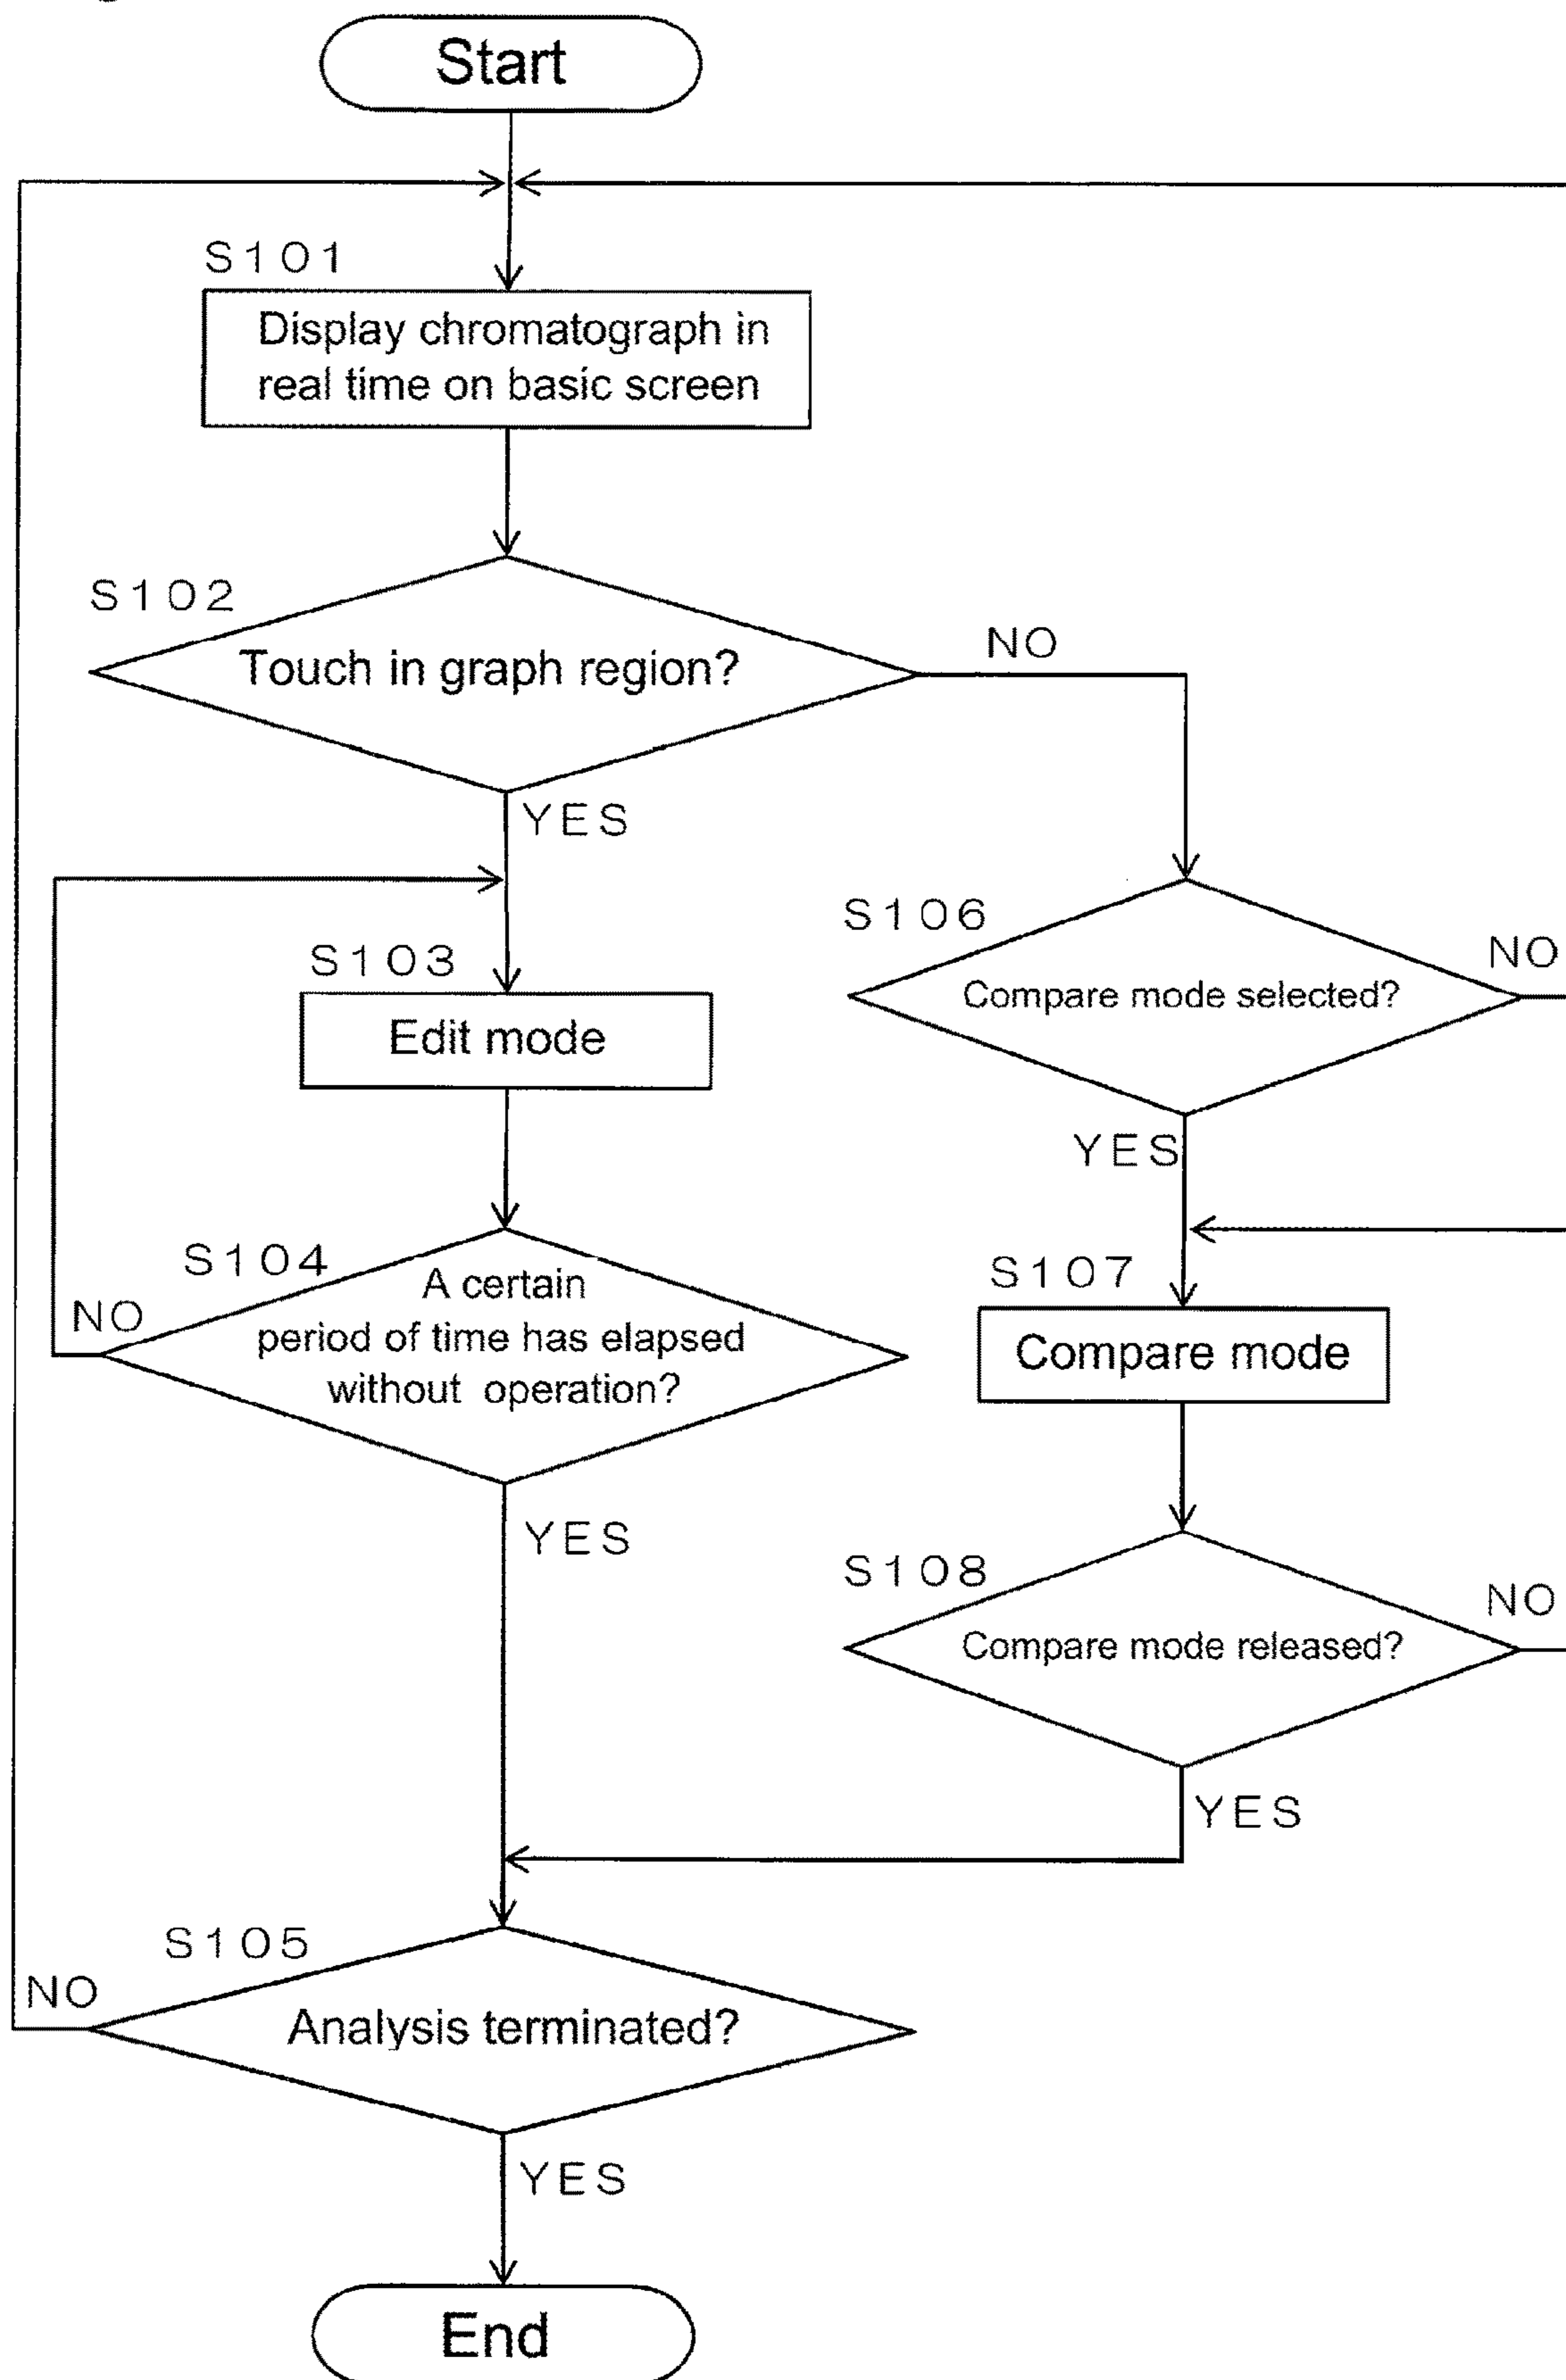 Start
S101
Display chromatograph in
real time on basic screen
S102
Touch in graph region?
NO
YES
S103
Edit mode
S106
Compare mode selected?
NO
YES
S104
A certain
period of time has elapsed
without operation?
NO
YES
S107
Compare mode
S108
Compare mode released?
NO
YES
S105
Analysis terminated?
NO
YES
End